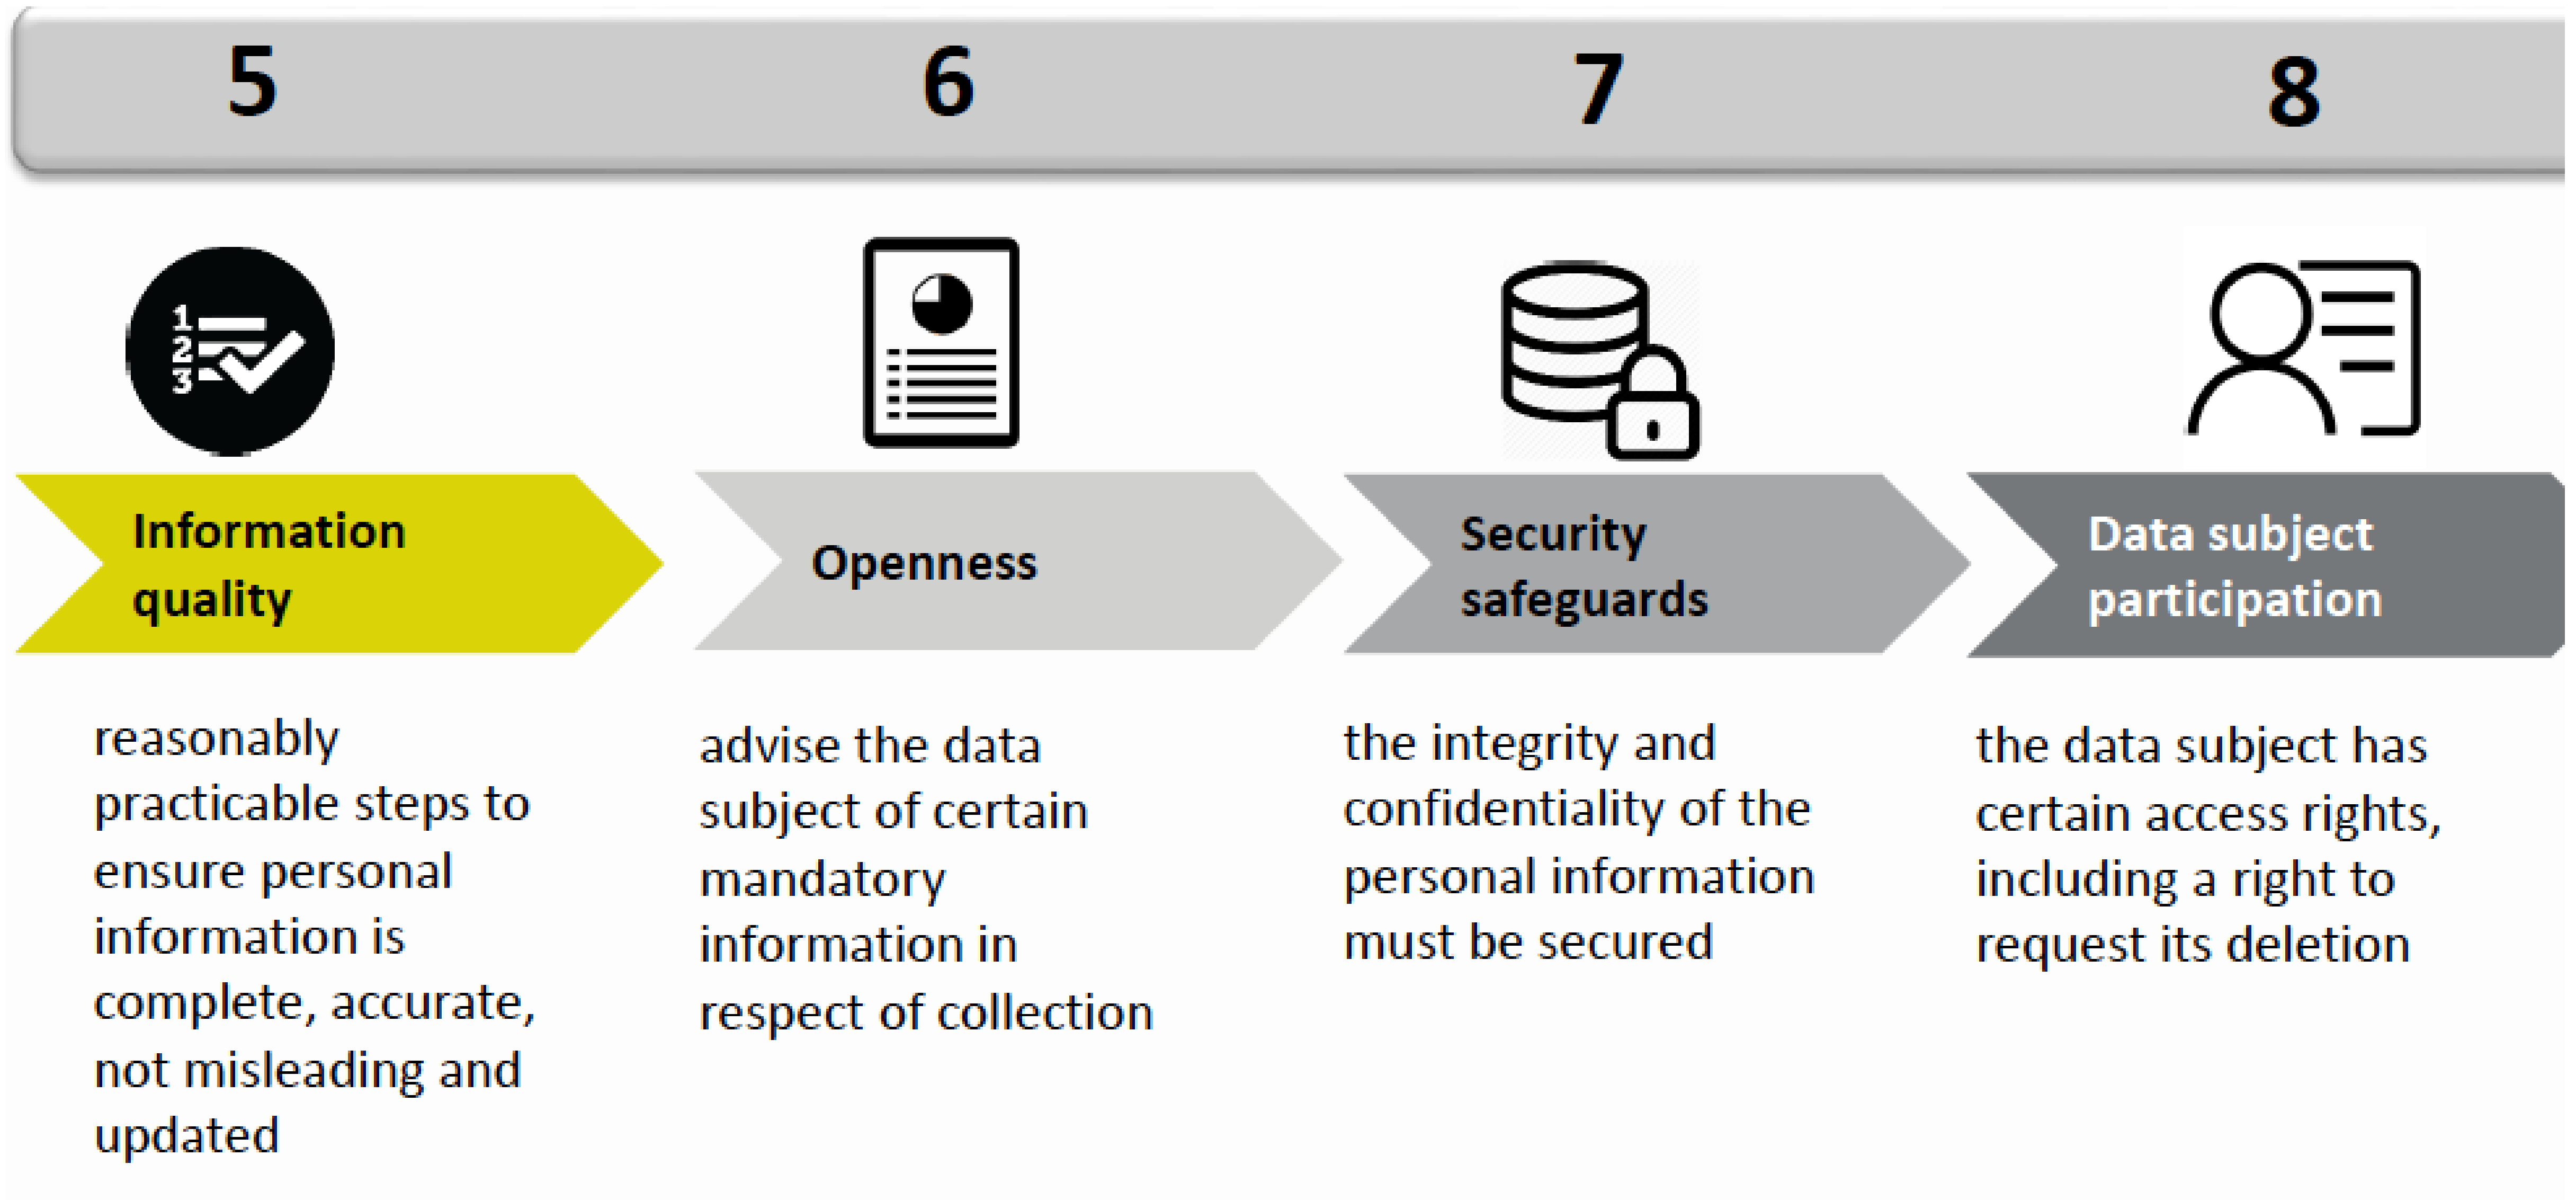 5
6
7
8
1
2
3
Information
quality
Openness
Security
safeguards
Data subject
participation
reasonably
practicable steps to
ensure personal
information is
complete, accurate,
not misleading and
updated
advise the data
subject of certain
mandatory
information in
respect of collection
the integrity and
confidentiality of the
personal information
must be secured
the data subject has
certain access rights,
including a right to
request its deletion